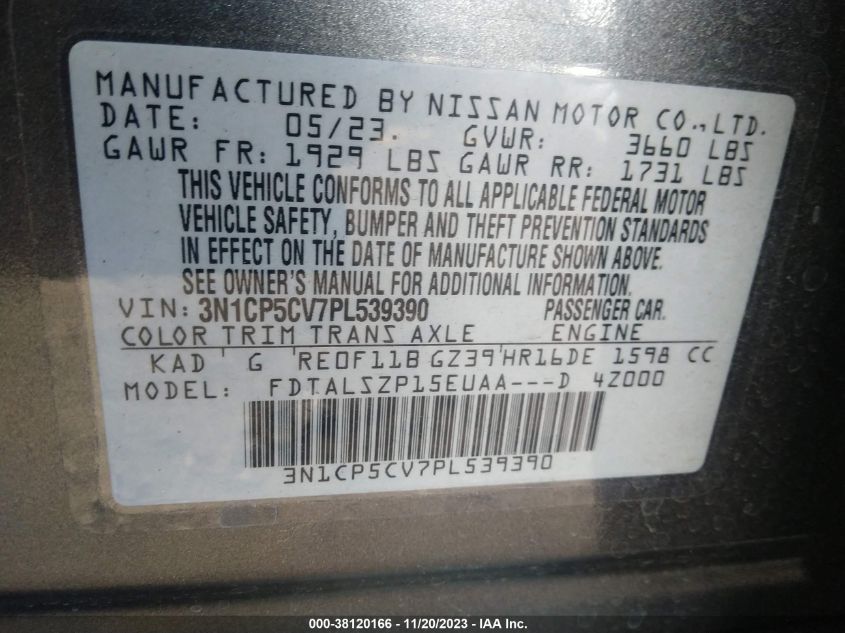 MANUFACTURED BY NISSAN MOTOR CO.,LTD.
DATE: 05/23. GVWR: 3660 LBS
GAWR FR: 1929 LBS GAWR RR: 1731 LBS
THIS VEHICLE CONFORMS TO ALL APPLICABLE FEDERAL MOTOR
VEHICLE SAFETY, BUMPER AND THEFT PREVENTION STANDARDS
IN EFFECT ON THE DATE OF MANUFACTURE SHOWN ABOVE.
SEE OWNER'S MANUAL FOR ADDITIONAL INFORMATION.
VIN: 3N1CP5CV7PL539390 PASSENGER CAR.
COLOR TRIM TRANS AXLE ENGINE
KAD G RE0F11B GZ39 HR16DE 1598 CC
MODEL: FDTALSZP15EUAA---D 4Z000
3N1CP5CV7PL539390
000-38120166 - 11/20/2023 - IAA Inc.